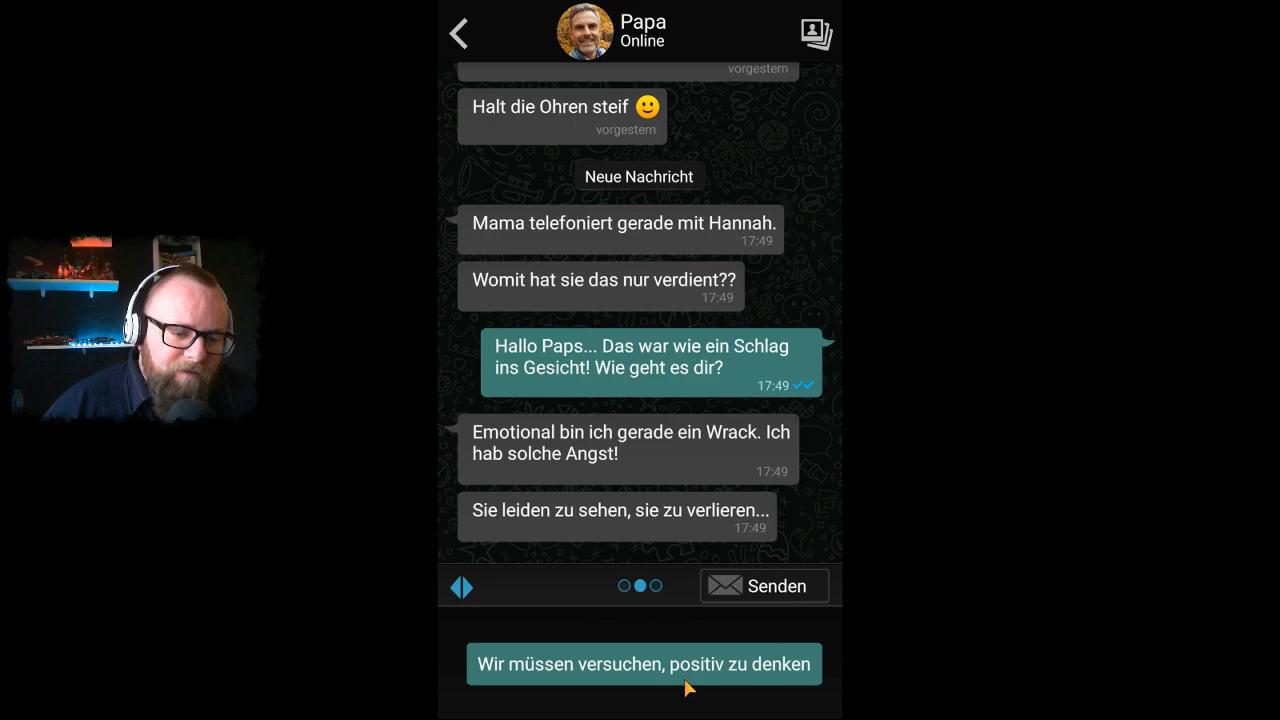 Papa
Online
vorgestern
Halt die Ohren steif 🙂
vorgestern
Neue Nachricht
Mama telefoniert gerade mit Hannah.
17:49
Womit hat sie das nur verdient??
17:49
Hallo Paps... Das war wie ein Schlag
ins Gesicht! Wie geht es dir?
17:49
Emotional bin ich gerade ein Wrack. Ich
hab solche Angst!
17:49
Sie leiden zu sehen, sie zu verlieren...
17:49
Senden
Wir müssen versuchen, positiv zu denken